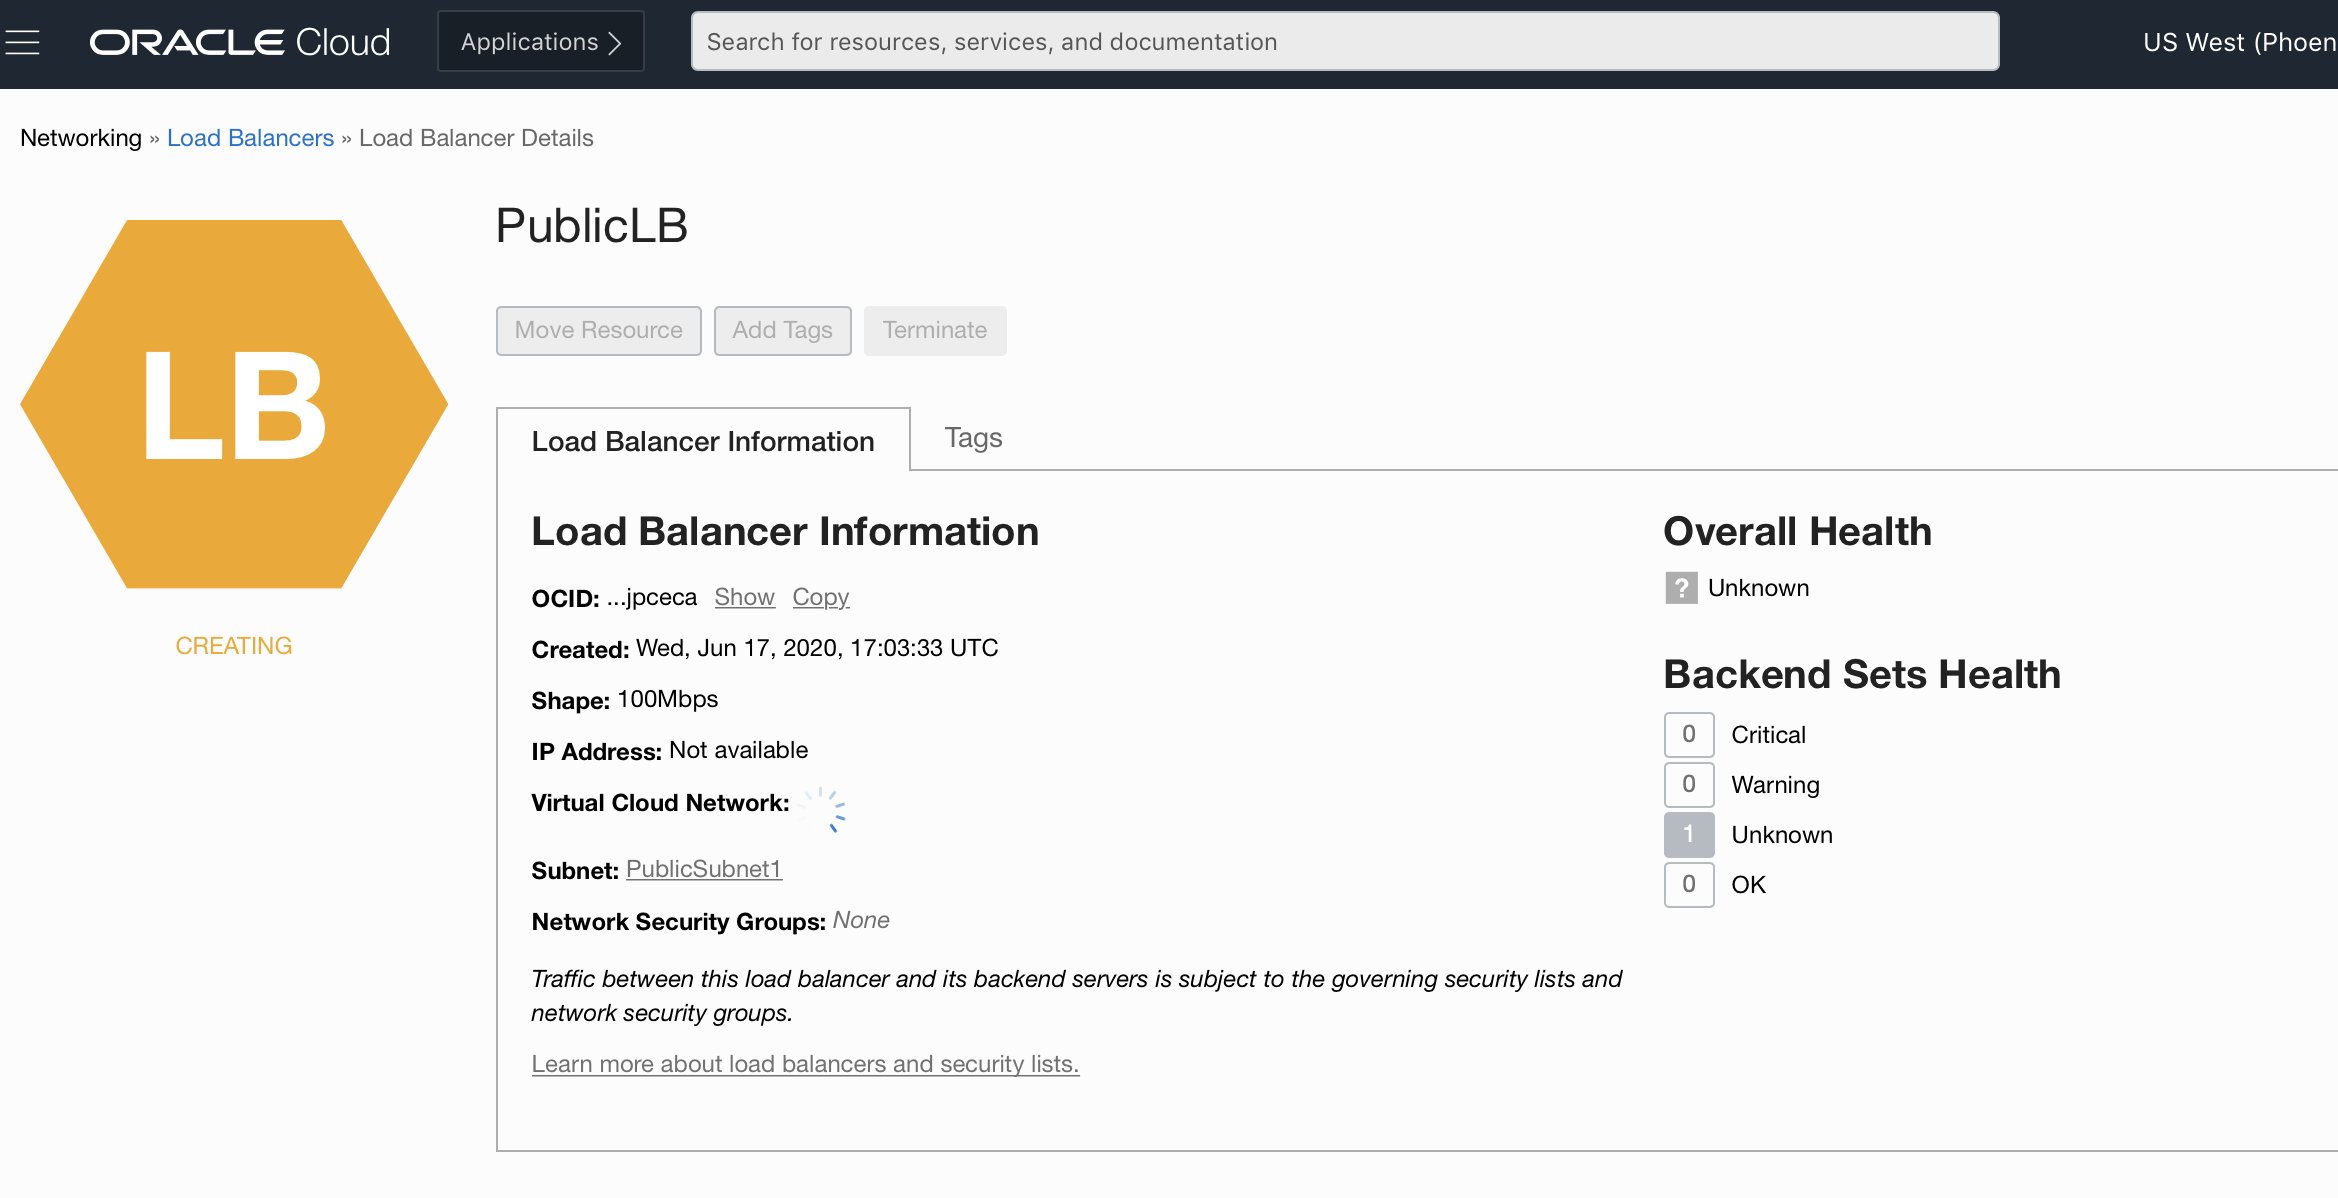 ORACLE Cloud
Applications
Search for resources, services, and documentation
US West (Phoen
Networking » Load Balancers » Load Balancer Details
LB
CREATING
PublicLB
Move Resource
Add Tags
Terminate
Load Balancer Information
Tags
Load Balancer Information
OCID: ...jpceca Show Copy
Created: Wed, Jun 17, 2020, 17:03:33 UTC
Shape: 100Mbps
IP Address: Not available
Virtual Cloud Network:
Subnet: PublicSubnet1
Network Security Groups: None
Traffic between this load balancer and its backend servers is subject to the governing security lists and
network security groups.
Learn more about load balancers and security lists.
Overall Health
? Unknown
Backend Sets Health
0 Critical
0 Warning
1 Unknown
0 OK